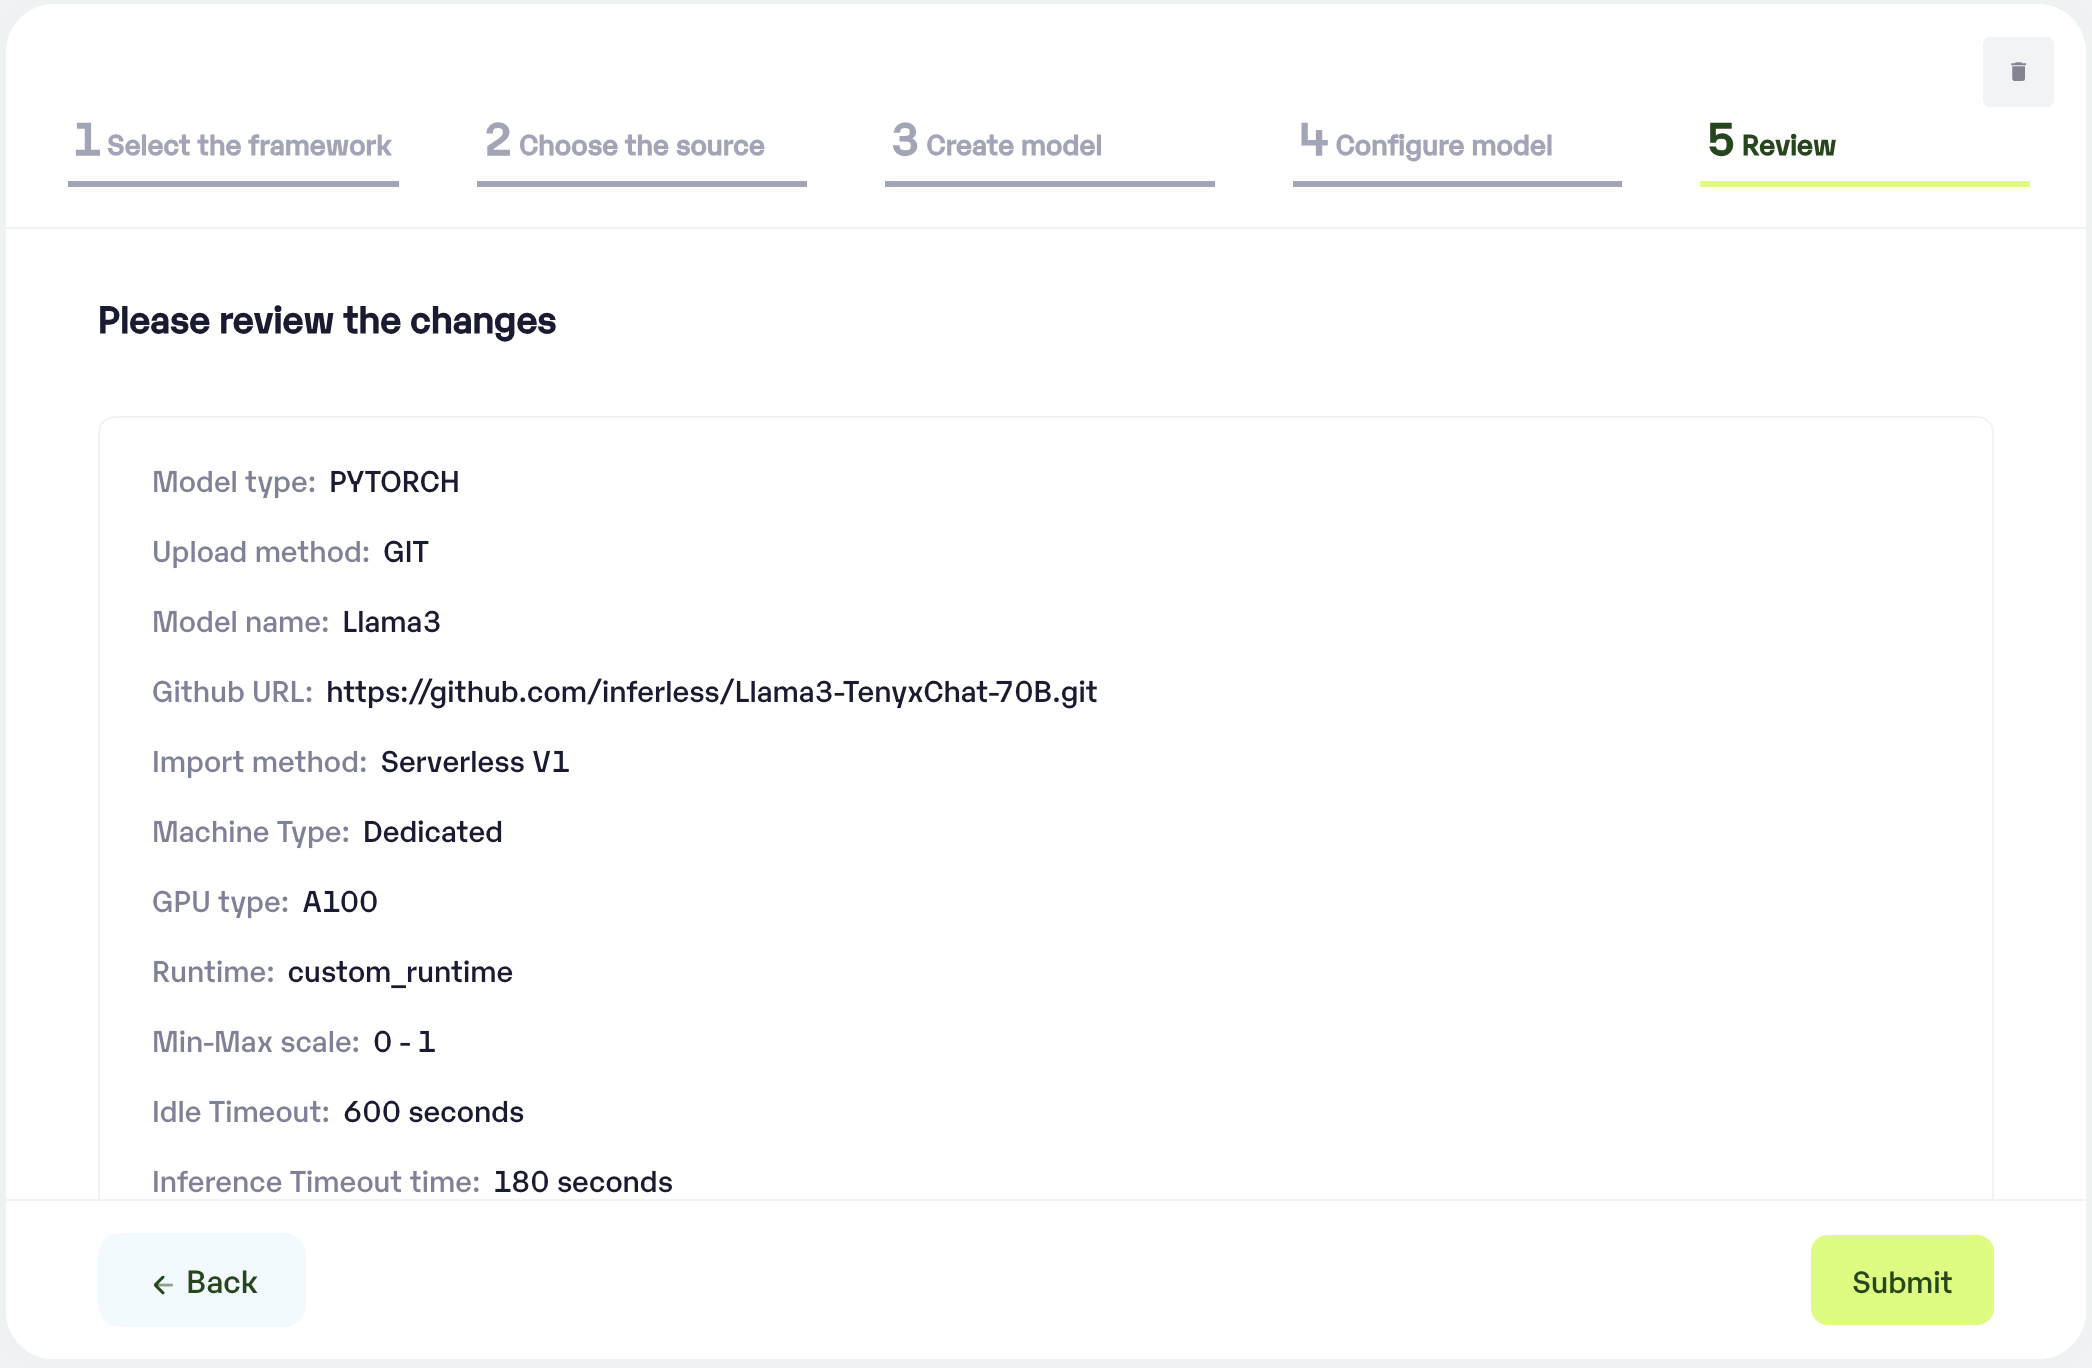 1 Select the framework
2 Choose the source
3 Create model
4 Configure model
5 Review
Please review the changes
Model type: PYTORCH
Upload method: GIT
Model name: Llama3
Github URL: https://github.com/inferless/Llama3-TenyxChat-70B.git
Import method: Serverless V1
Machine Type: Dedicated
GPU type: A100
Runtime: custom_runtime
Min-Max scale: 0 - 1
Idle Timeout: 600 seconds
Inference Timeout time: 180 seconds
← Back
Submit